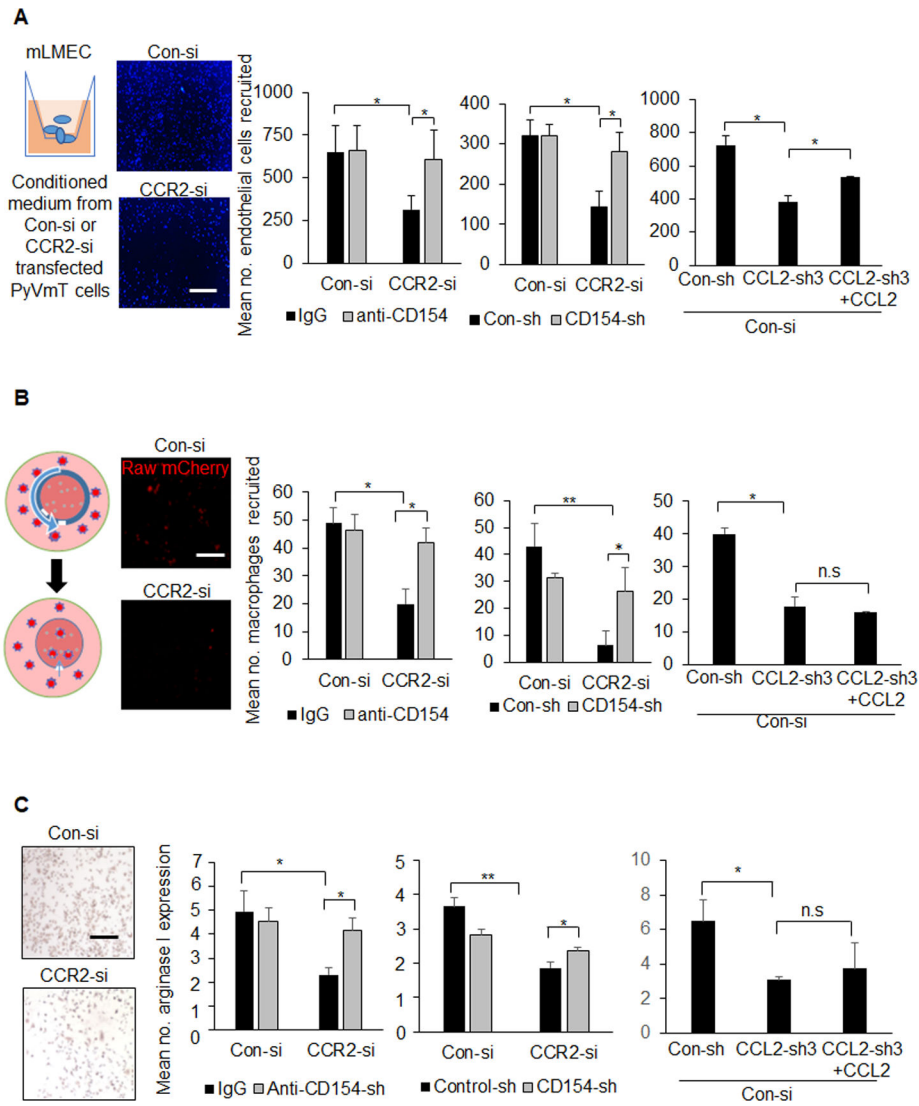 A
mLMEC
Con-si
CCR2-si
Conditioned
medium from
Con-si or
CCR2-si
transfected
PyVmT cells
Mean no. endothelial cells recruited
1000
750
500
250
0
*
*
Con-si CCR2-si
IgG anti-CD154
400
300
200
100
0
*
*
Con-si CCR2-si
Con-sh CD154-sh
1000
800
600
400
200
0
*
*
Con-sh CCL2-sh3 CCL2-sh3
+CCL2
Con-si
B
Con-si
Raw mCherry
CCR2-si
Mean no. macrophages recruited
60
50
40
30
20
10
0
*
*
Con-si CCR2-si
IgG anti-CD154
60
50
40
30
20
10
0
**
*
Con-si CCR2-si
Con-sh CD154-sh
50
40
30
20
10
0
*
n.s
Con-sh CCL2-sh3 CCL2-sh3
+CCL2
Con-si
C
Con-si
CCR2-si
Mean no. arginase I expression
7
6
5
4
3
2
1
0
*
*
Con-si CCR2-si
IgG Anti-CD154-sh
5
4
3
2
1
0
**
*
Con-si CCR2-si
Control-sh CD154-sh
10
8
6
4
2
0
*
n.s
Con-sh CCL2-sh3 CCL2-sh3
+CCL2
Con-si